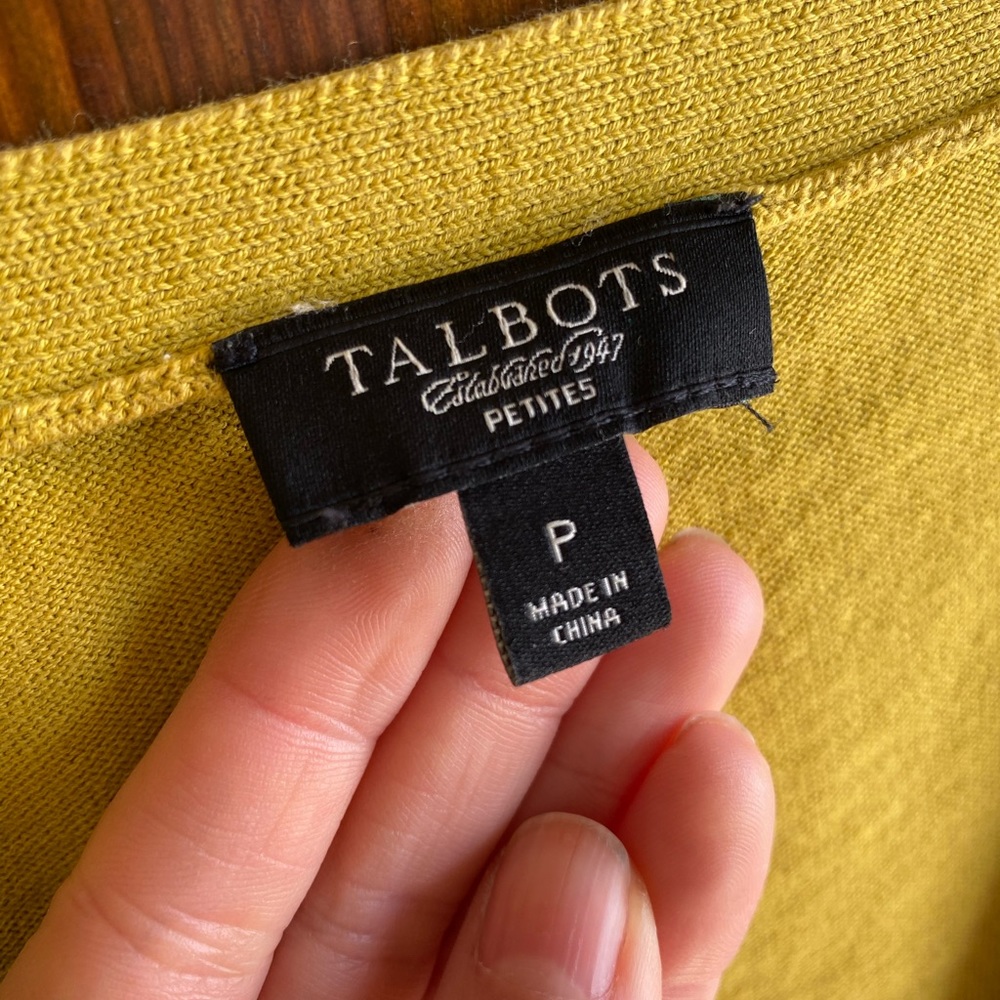 TALBOTS
Established 1947
PETITES
P
MADE IN
CHINA